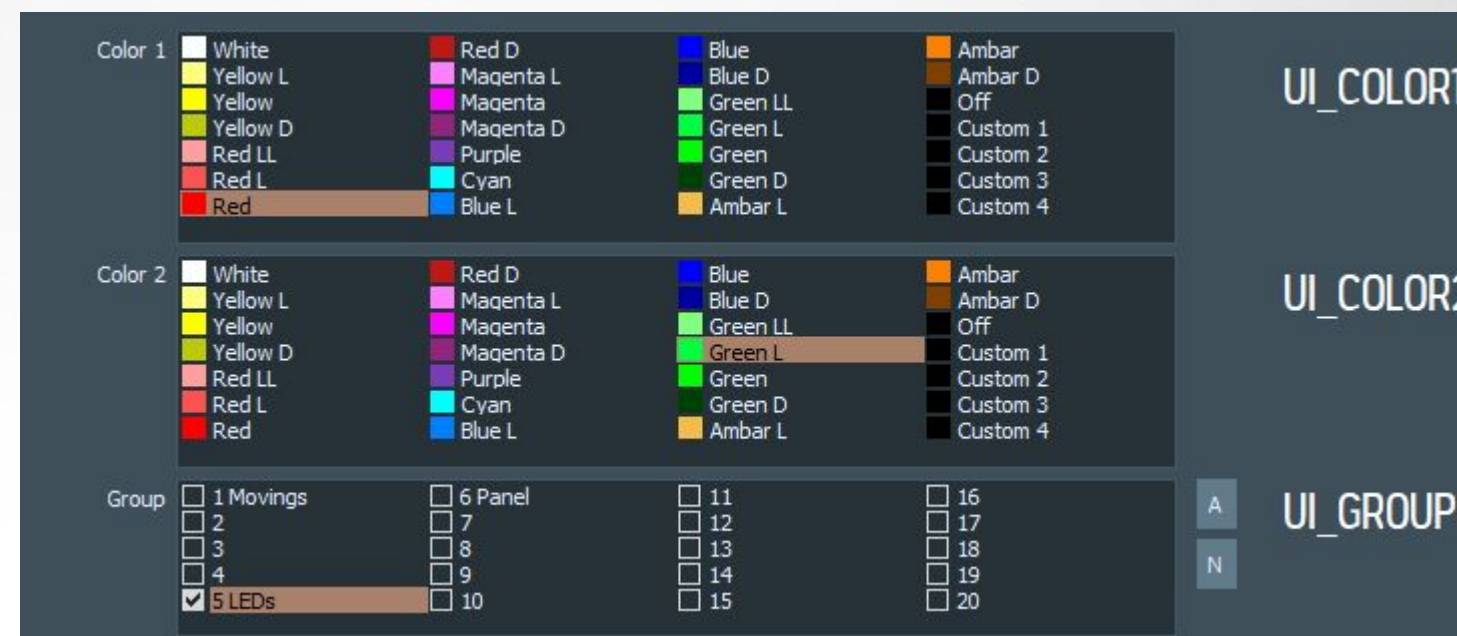 Color 1 White Red D Blue Ambar
Yellow L Magenta L Blue D Ambar D
Yellow Magenta Green LL Off
Yellow D Magenta D Green L Custom 1
Red LL Purple Green Custom 2
Red L Cyan Green D Custom 3
Red Blue L Ambar L Custom 4
UI_COLOR1
Color 2 White Red D Blue Ambar
Yellow L Magenta L Blue D Ambar D
Yellow Magenta Green LL Off
Yellow D Magenta D Green L Custom 1
Red LL Purple Green Custom 2
Red L Cyan Green D Custom 3
Red Blue L Ambar L Custom 4
UI_COLOR2
Group 1 Movings 6 Panel 11 16 A
2 7 12 17
3 8 13 18
4 9 14 19 N
5 LEDs 10 15 20
UI_GROUP